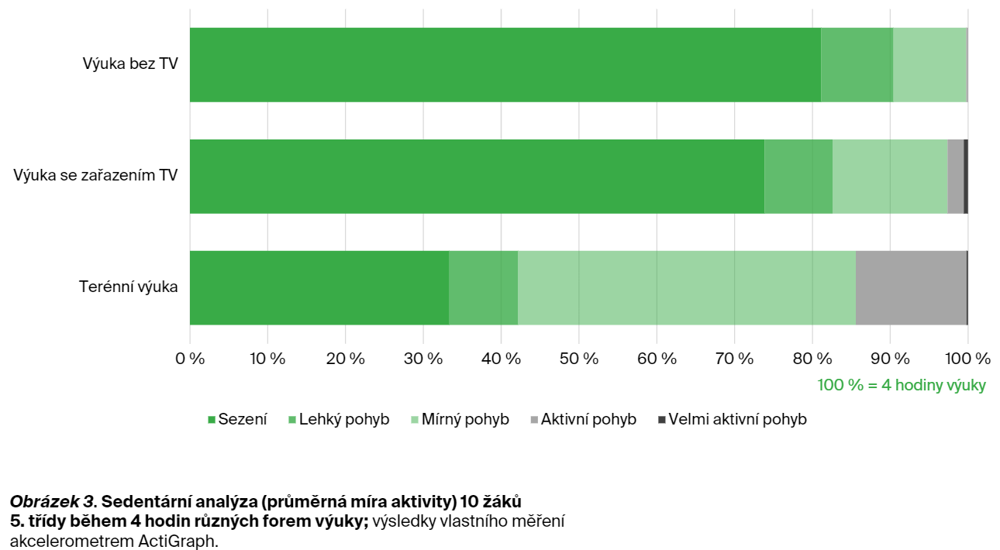 Výuka bez TV
Výuka se zařazením TV
Terénní výuka
0 % 10 % 20 % 30 % 40 % 50 % 60 % 70 % 80 % 90 % 100 %
100 % = 4 hodiny výuky
Sezení Lehký pohyb Mírný pohyb Aktivní pohyb Velmi aktivní pohyb
Obrázek 3. Sedentární analýza (průměrná míra aktivity) 10 žáků
5. třídy během 4 hodin různých forem výuky; výsledky vlastního měření
akcelerometrem ActiGraph.